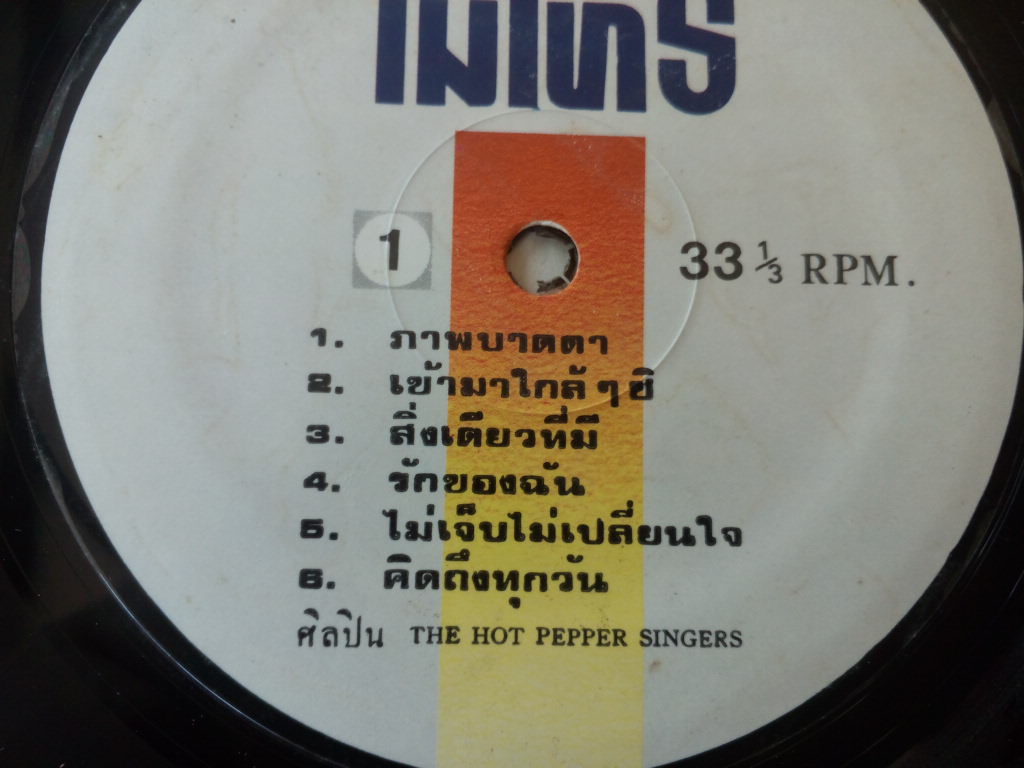 ไมโทรี
1 33 1/3 RPM.
1. ภาพบาดตา
2. เข้ามาใกล้ๆฮิ
3. สิ่งเดียวที่มี
4. รักของฉัน
5. ไม่เจ็บไม่เปลี่ยนใจ
6. คิดถึงทุกวัน
ศิลปิน THE HOT PEPPER SINGERS